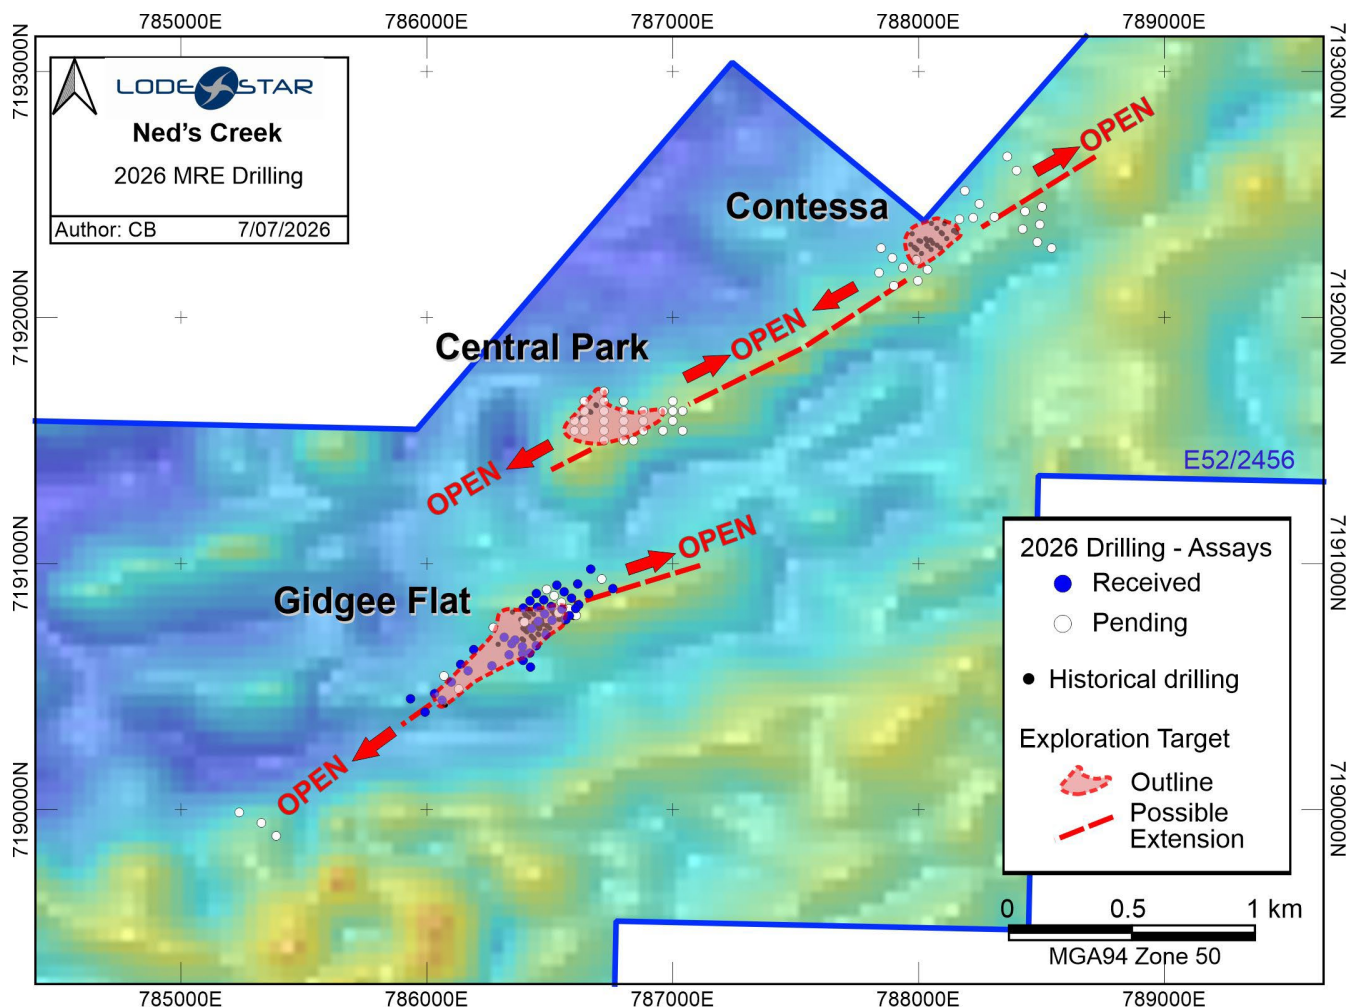 785000E 786000E 787000E 788000E 789000E
7193000N
7193000N
LODESTAR
Ned's Creek
2026 MRE Drilling
Author: CB 7/07/2026
OPEN
Contessa
7192000N
7192000N
OPEN
Central Park
OPEN
E52/2456
OPEN
7191000N
7191000N
Gidgee Flat
OPEN
2026 Drilling - Assays
Received
Pending
Historical drilling
Exploration Target
Outline
Possible
Extension
7190000N
7190000N
0 0.5 1 km
MGA94 Zone 50
785000E 786000E 787000E 788000E 789000E